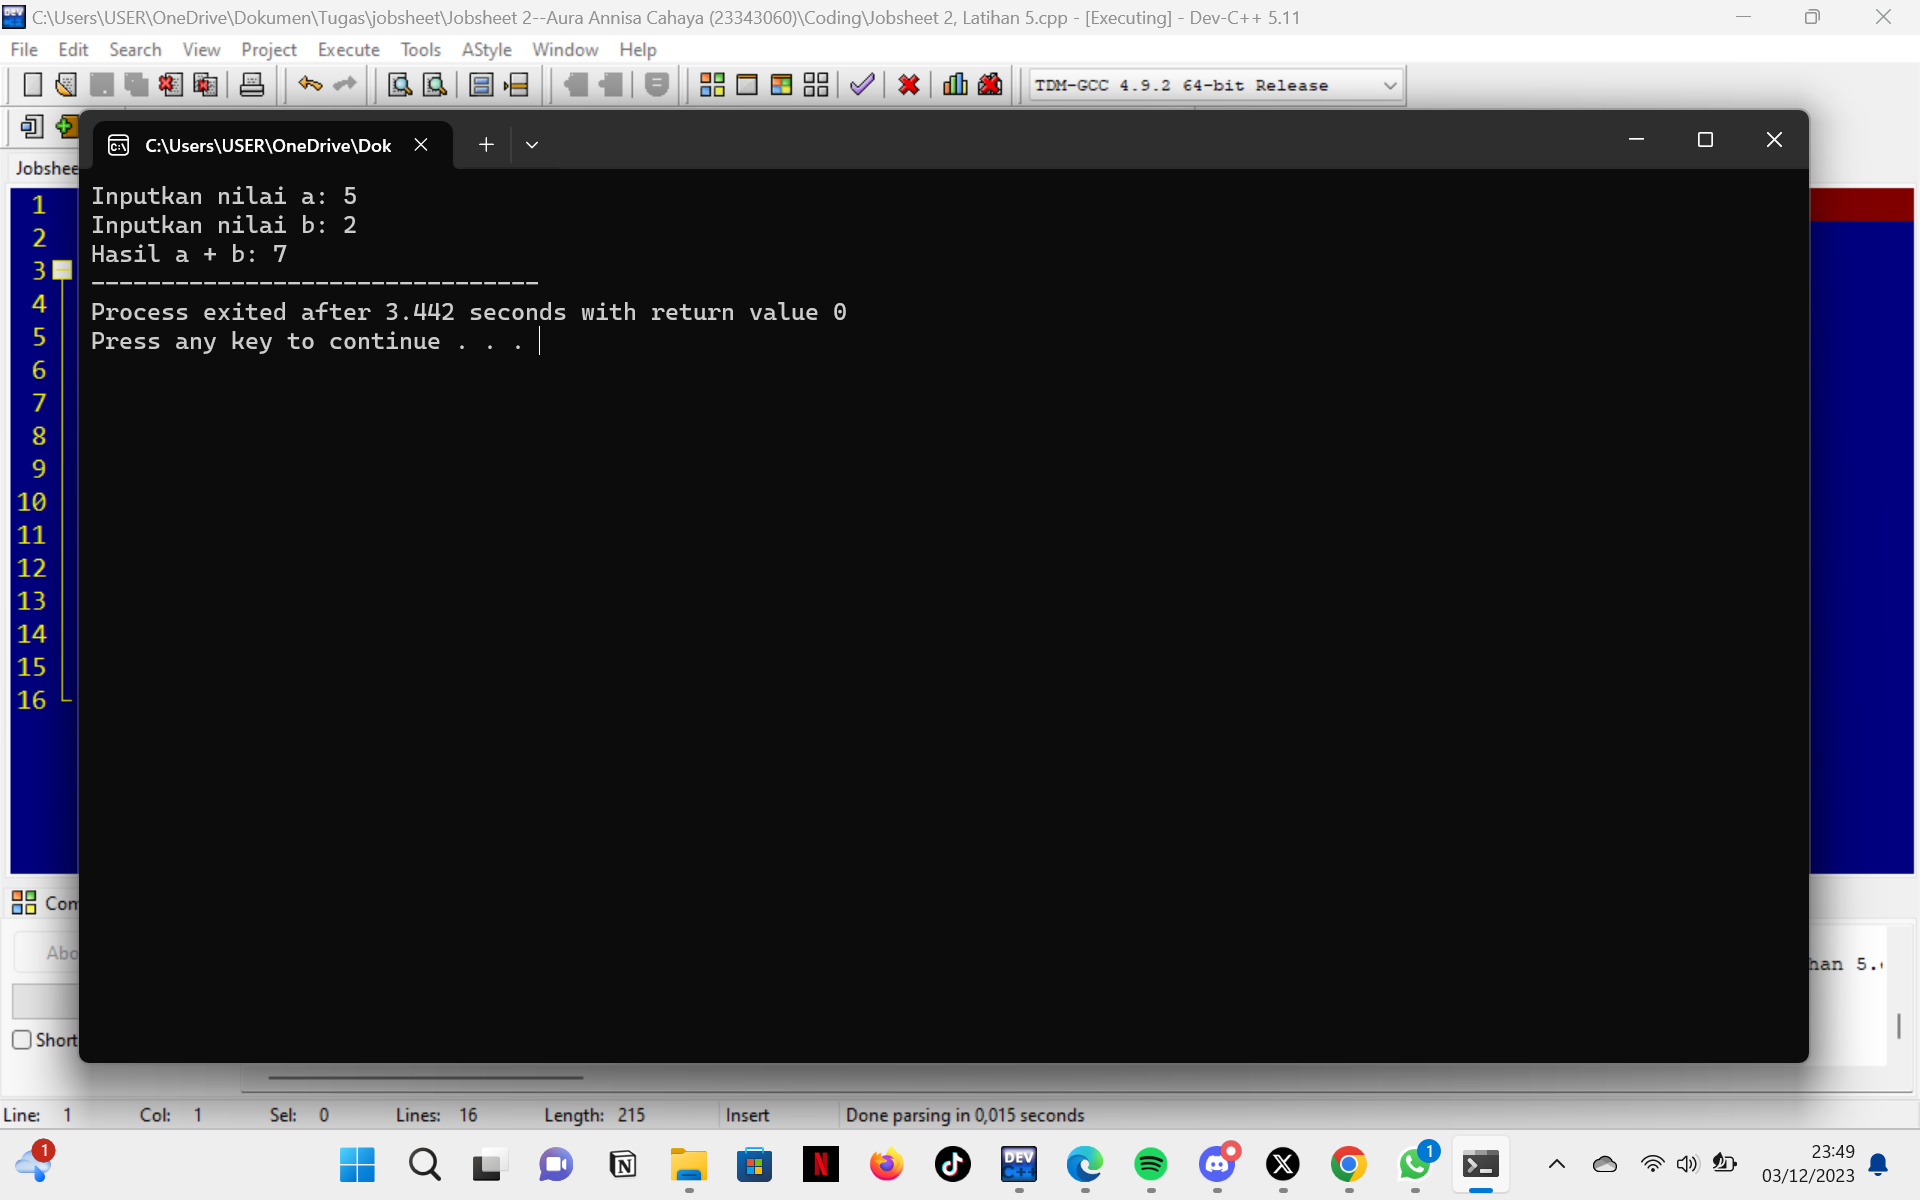 C:\Users\USER\OneDrive\Dokumen\Tugas\jobsheet\Jobsheet 2--Aura Annisa Cahaya (23343060)\Coding\Jobsheet 2, Latihan 5.cpp - [Executing] - Dev-C++ 5.11
File Edit Search View Project Execute Tools AStyle Window Help
TDM-GCC 4.9.2 64-bit Release
C:\Users\USER\OneDrive\Dok
Jobshee
Inputkan nilai a: 5
Inputkan nilai b: 2
Hasil a + b: 7
--------------------------------
Process exited after 3.442 seconds with return value 0
Press any key to continue . . .
1
2
3
4
5
6
7
8
9
10
11
12
13
14
15
16
Com
Abo
han 5.
Short
Line: 1 Col: 1 Sel: 0 Lines: 16 Length: 215 Insert Done parsing in 0,015 seconds
1
DEV C++
1
23:49
03/12/2023